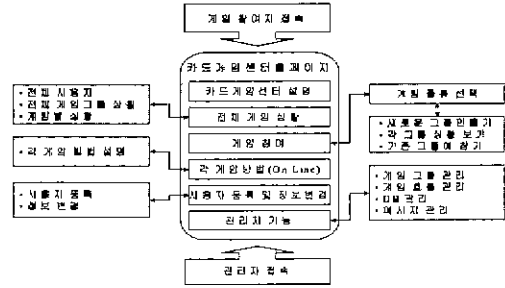 게임 참여자 접속
카드게임센터홈페이지
카드게임센터 설명
전체 게임 상황
게임 참여
각 게임방법(On Line)
사용자 등록 및 정보변경
관리자 기능
관리자 접속
• 전체 사용자
• 전체 게임그룹 상황
• 게임별 상황
• 각 게임 방법 설명
• 사용자 등록
• 정보 변경
게임 종류 선택
• 새로운 그룹만들기
• 각 그룹 상황 보기
• 기존 그룹에 참가
• 게임 그룹 관리
• 게임 흐름 관리
• DB 관리
• 메시지 관리